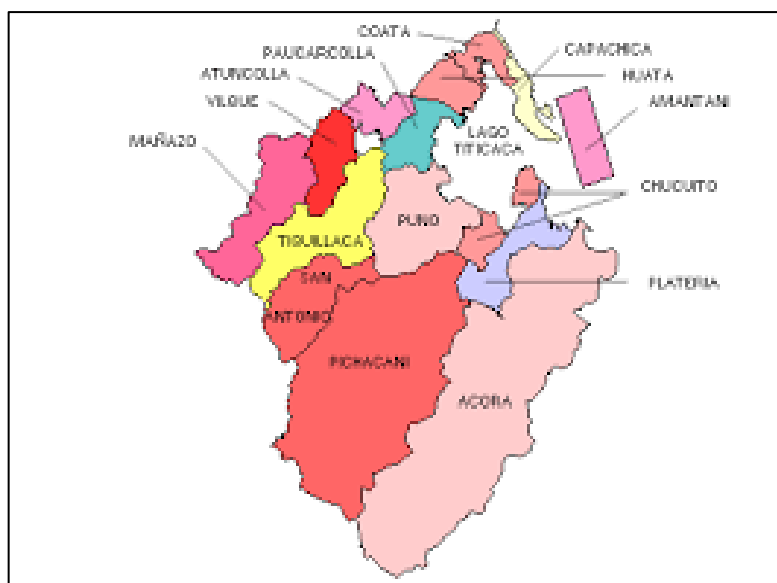 COATA
CAPACHICA
PAUCARCOLLA
HUATA
ATUNCOLLA
VILQUE
AMANTANI
LAGO
TITICACA
MAÑAZO
CHUCUITO
PUNO
TIQUILLACA
SAN
ANTONIO
PLATERIA
PICHACANI
ACORA